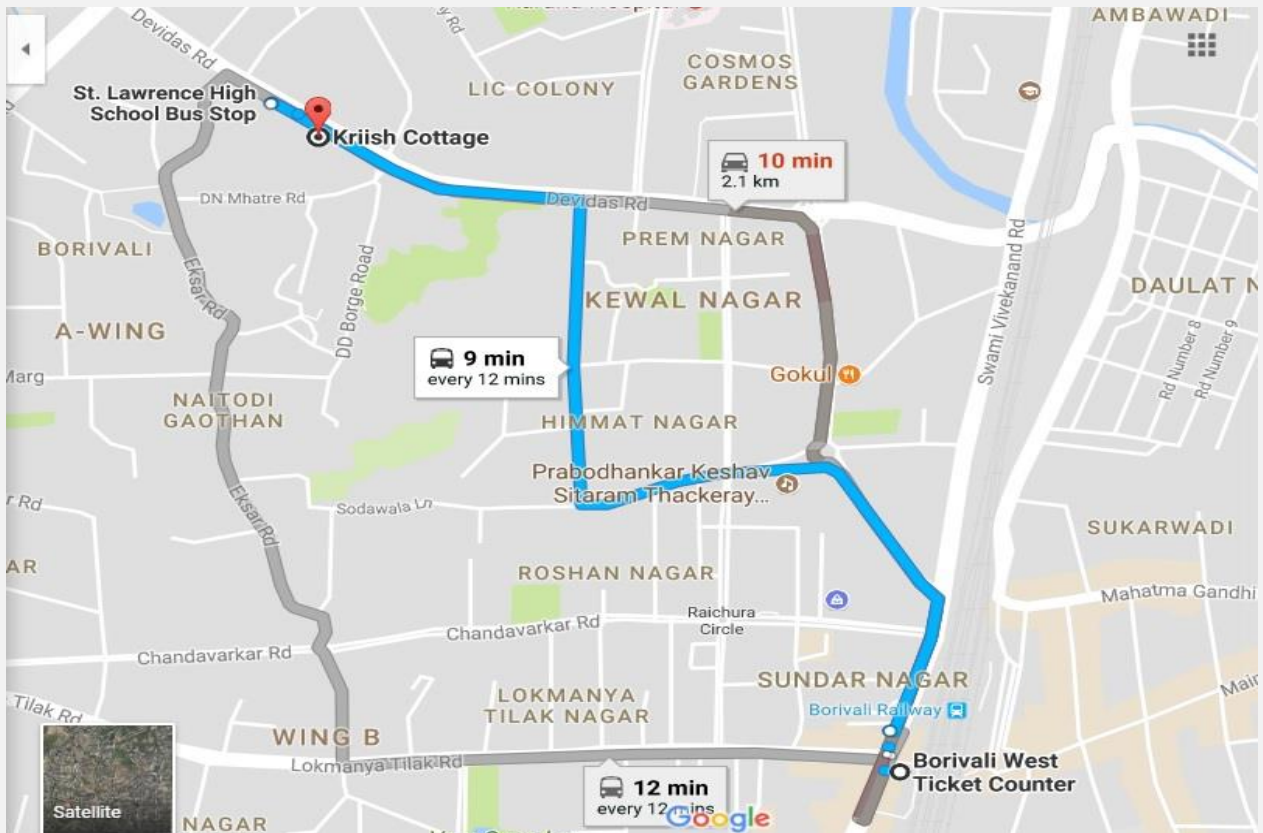 AMBAWADI
Devidas Rd
COSMOS
GARDENS
LIC COLONY
St. Lawrence High
School Bus Stop
Kriish Cottage
10 min
2.1 km
DN Mhatre Rd
Devidas Rd
PREM NAGAR
BORIVALI
Eksar Rd
DD Borge Road
Swami Vivekanand Rd
KEWAL NAGAR
DAULAT N
A-WING
Rd Number 8
Rd Number 9
9 min
every 12 mins
Marg
Gokul
NAITODI
GAOTHAN
HIMMAT NAGAR
Prabodhankar Keshav
Sitaram Thackeray...
Eksar Rd
Sodawala Ln
r Rd
SUKARWADI
AR
ROSHAN NAGAR
Mahatma Gandhi
Raichura
Circle
Chandavarkar Rd
Chandavarkar Rd
SUNDAR NAGAR
LOKMANYA
TILAK NAGAR
Borivali Railway
Tilak Rd
WING B
Lokmanya Tilak Rd
Borivali West
Ticket Counter
12 min
every 12 mins
Google
Satellite
NAGAR